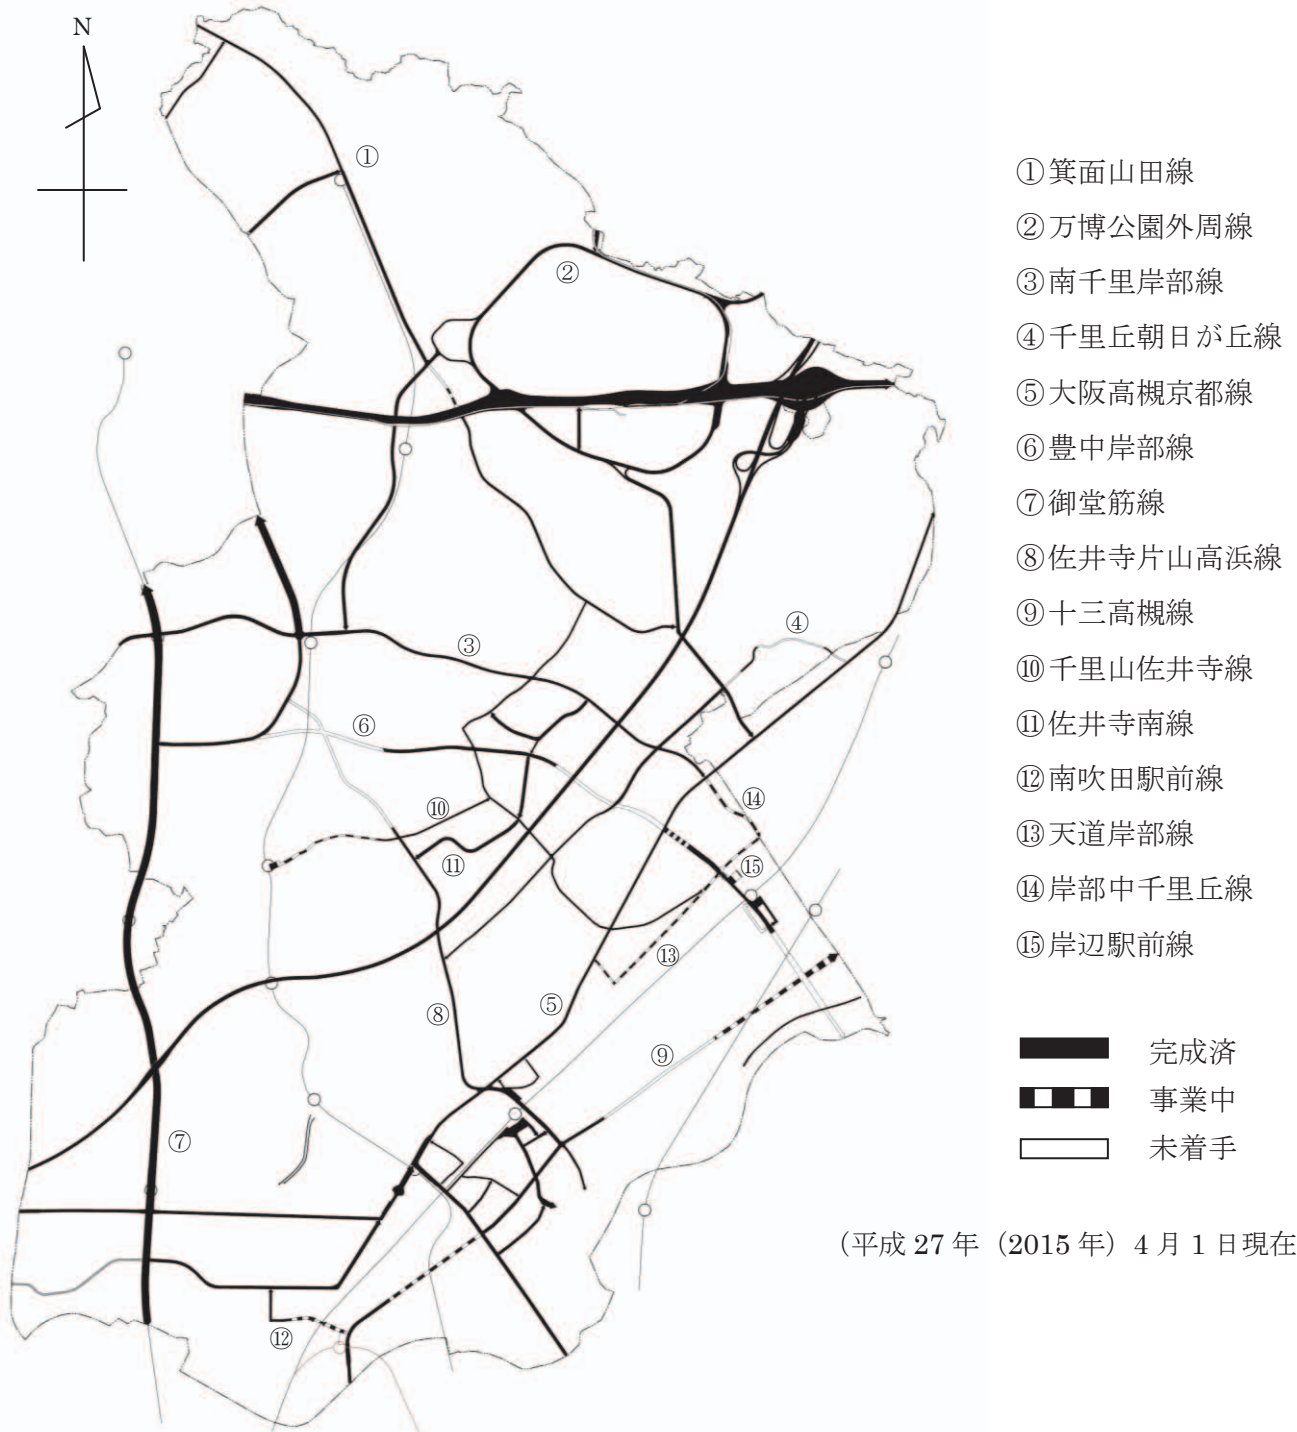 N
①
②
③
④
⑥
⑩
⑪
⑭
⑮
⑬
⑤
⑧
⑨
⑦
⑫
①箕面山田線
②万博公園外周線
③南千里岸部線
④千里丘朝日が丘線
⑤大阪高槻京都線
⑥豊中岸部線
⑦御堂筋線
⑧佐井寺片山高浜線
⑨十三高槻線
⑩千里山佐井寺線
⑪佐井寺南線
⑫南吹田駅前線
⑬天道岸部線
⑭岸部中千里丘線
⑮岸辺駅前線
完成済
事業中
未着手
(平成 27 年（2015 年）4 月 1 日現在